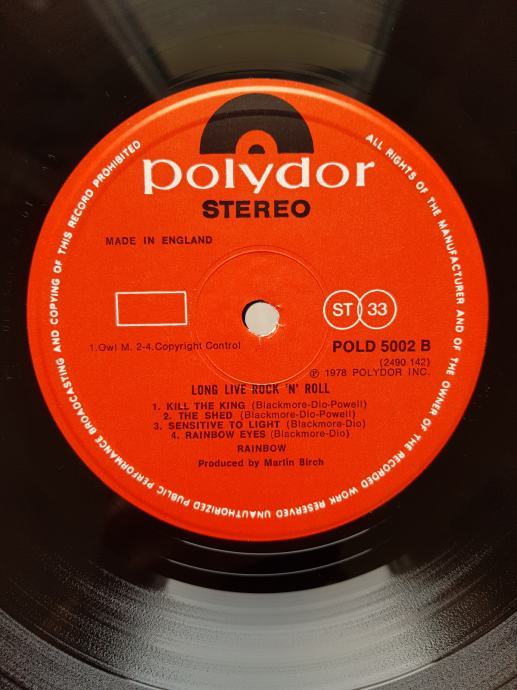 polydor
STEREO
ALL RIGHTS OF THE MANUFACTURER AND OF THE OWNER OF THE RECORDED WORK RESERVED UNAUTHORIZED PUBLIC PERFORMANCE BROADCASTING AND COPYING OF THIS RECORD PROHIBITED
MADE IN ENGLAND
ST 33
1.Owl M. 2-4.Copyright Control
POLD 5002 B
(2490 142)
℗ 1978 POLYDOR INC.
LONG LIVE ROCK 'N' ROLL
1. KILL THE KING (Blackmore-Dio-Powell)
2. THE SHED (Blackmore-Dio-Powell)
3. SENSITIVE TO LIGHT (Blackmore-Dio)
4. RAINBOW EYES (Blackmore-Dio)
RAINBOW
Produced by Martin Birch